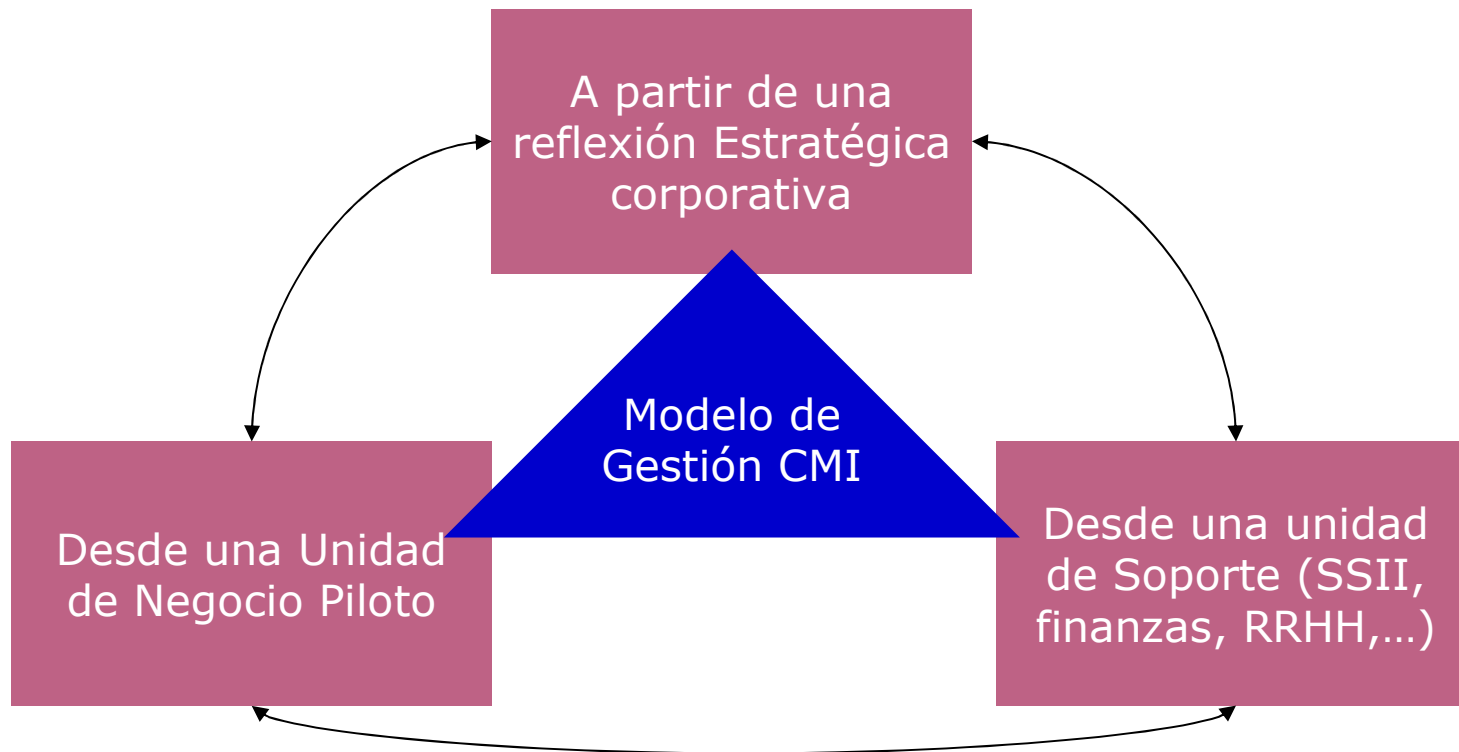 A partir de una
reflexión Estratégica
corporativa
Modelo de
Gestión CMI
Desde una Unidad
de Negocio Piloto
Desde una unidad
de Soporte (SSII,
finanzas, RRHH,…)